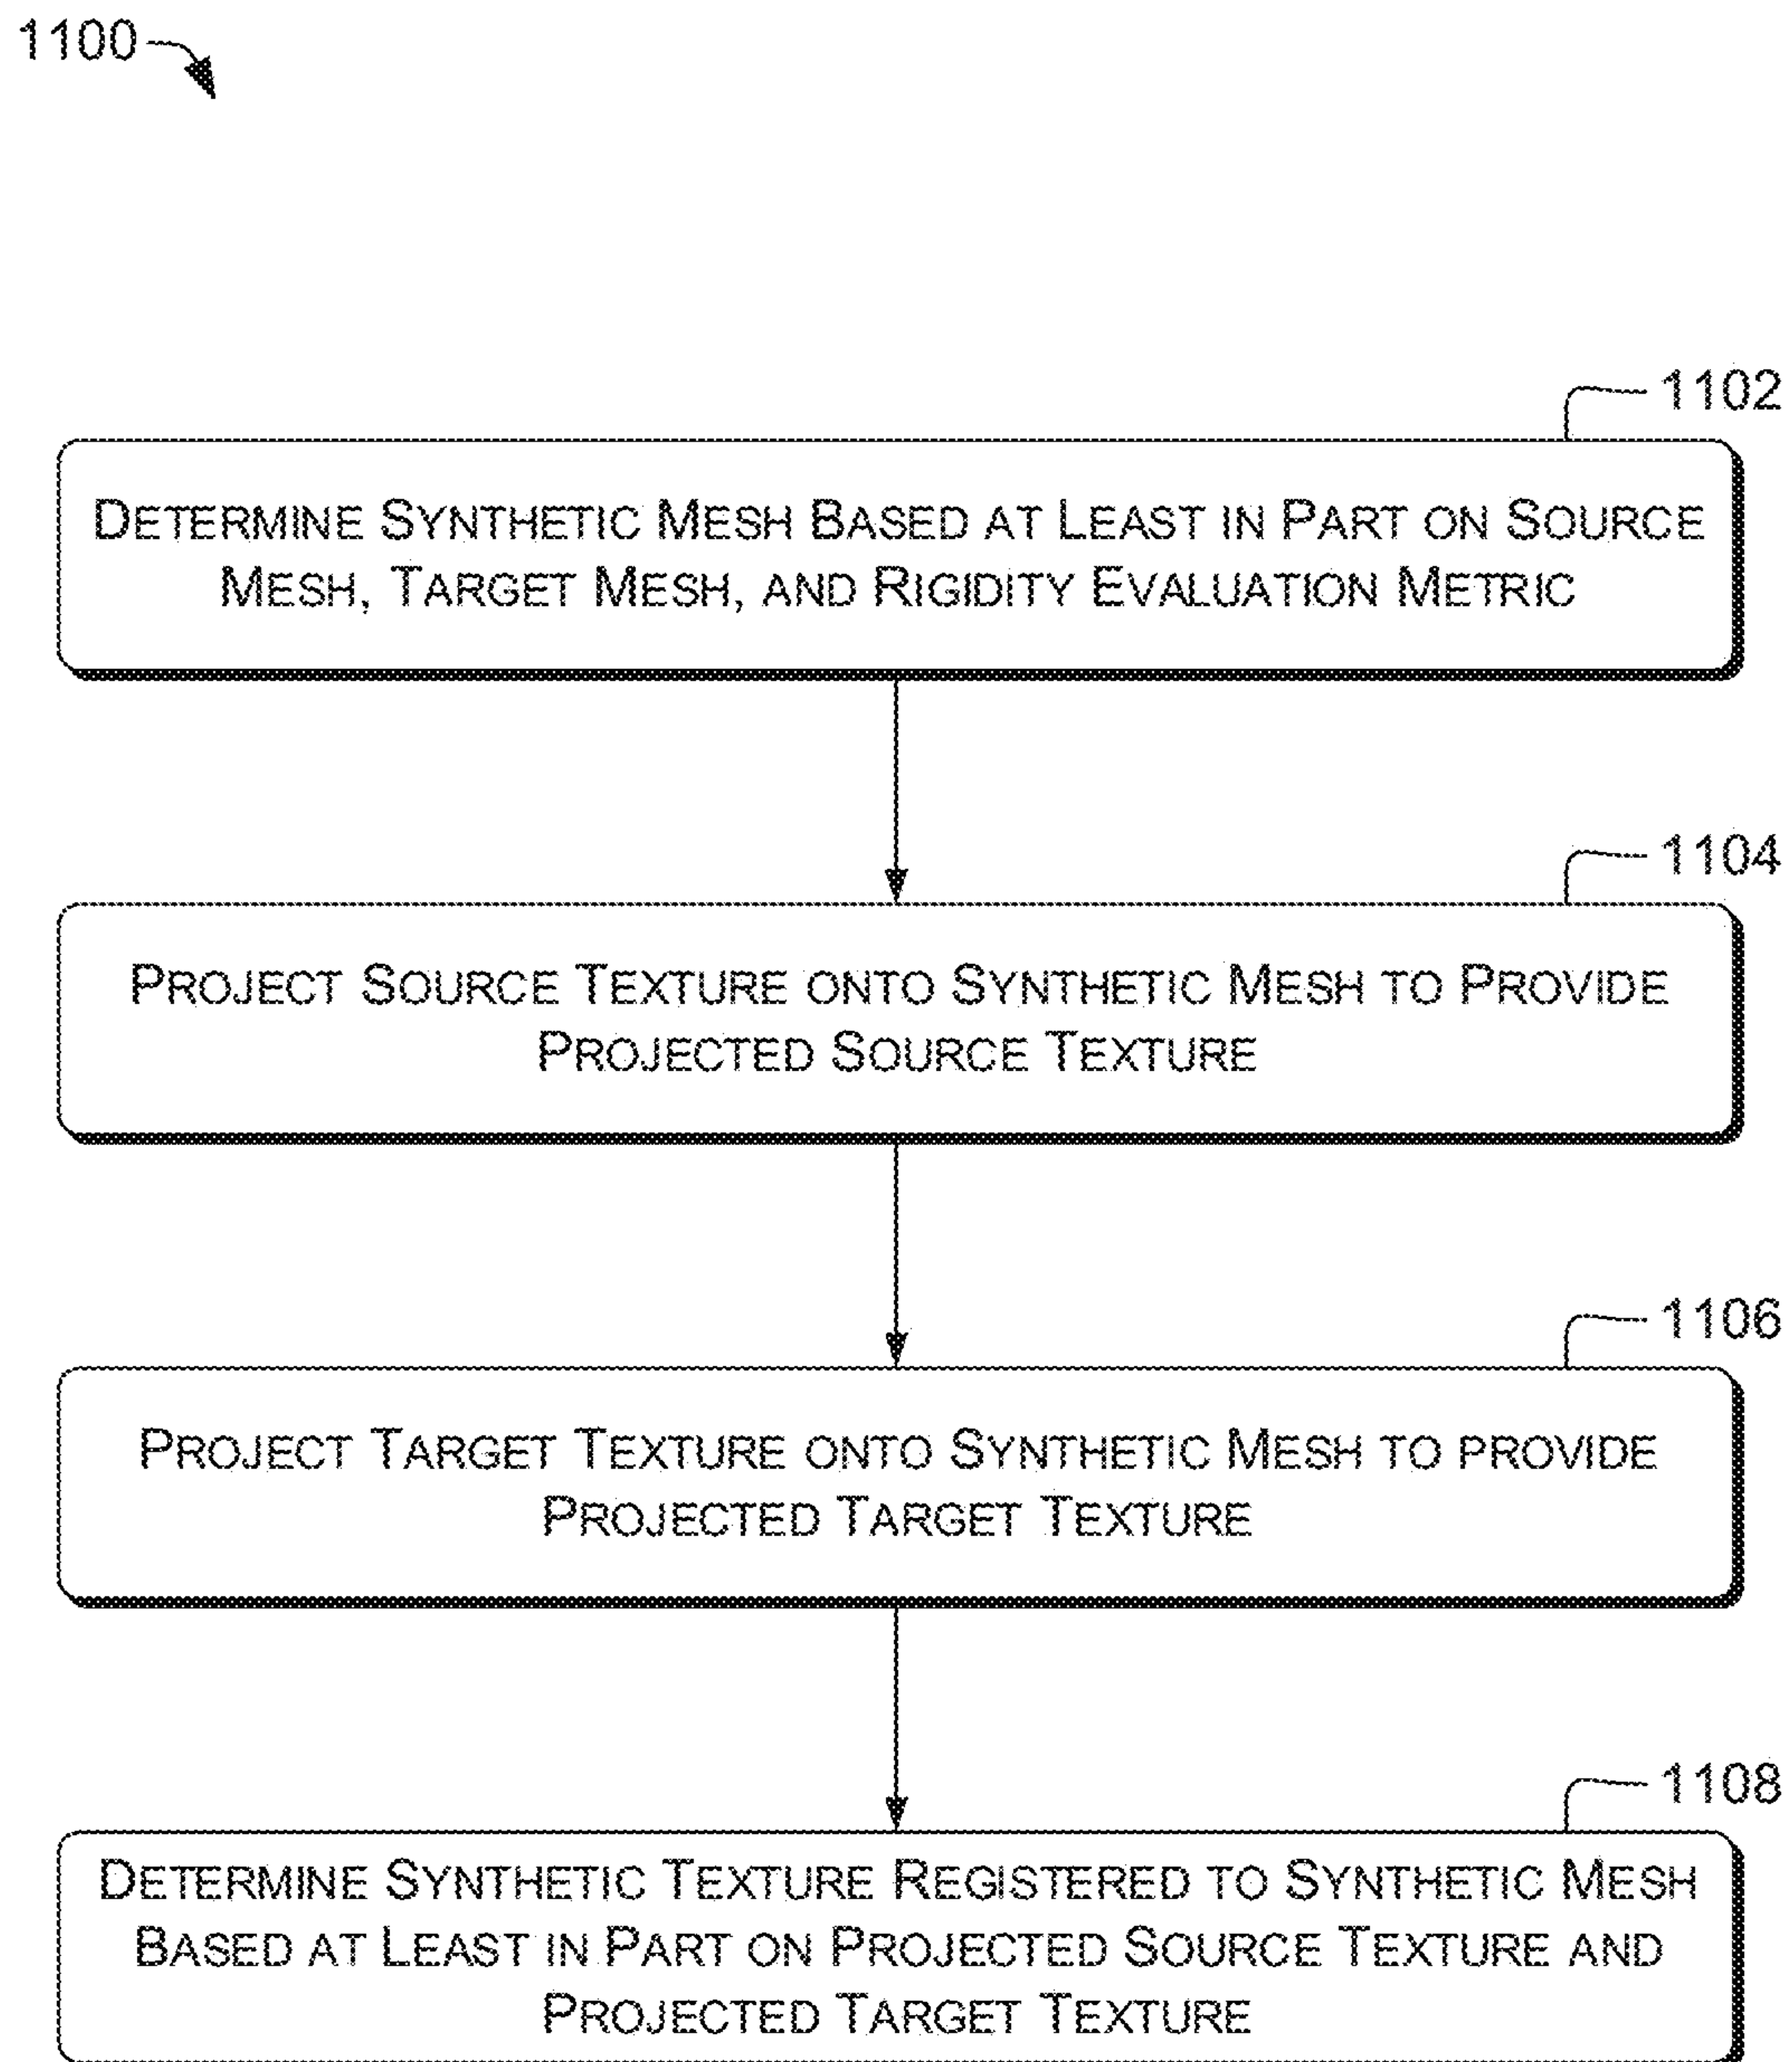 1100
1102
DETERMINE SYNTHETIC MESH BASED AT LEAST IN PART ON SOURCE
MESH, TARGET MESH, AND RIGIDITY EVALUATION METRIC
1104
PROJECT SOURCE TEXTURE ONTO SYNTHETIC MESH TO PROVIDE
PROJECTED SOURCE TEXTURE
1106
PROJECT TARGET TEXTURE ONTO SYNTHETIC MESH TO PROVIDE
PROJECTED TARGET TEXTURE
1108
DETERMINE SYNTHETIC TEXTURE REGISTERED TO SYNTHETIC MESH
BASED AT LEAST IN PART ON PROJECTED SOURCE TEXTURE AND
PROJECTED TARGET TEXTURE